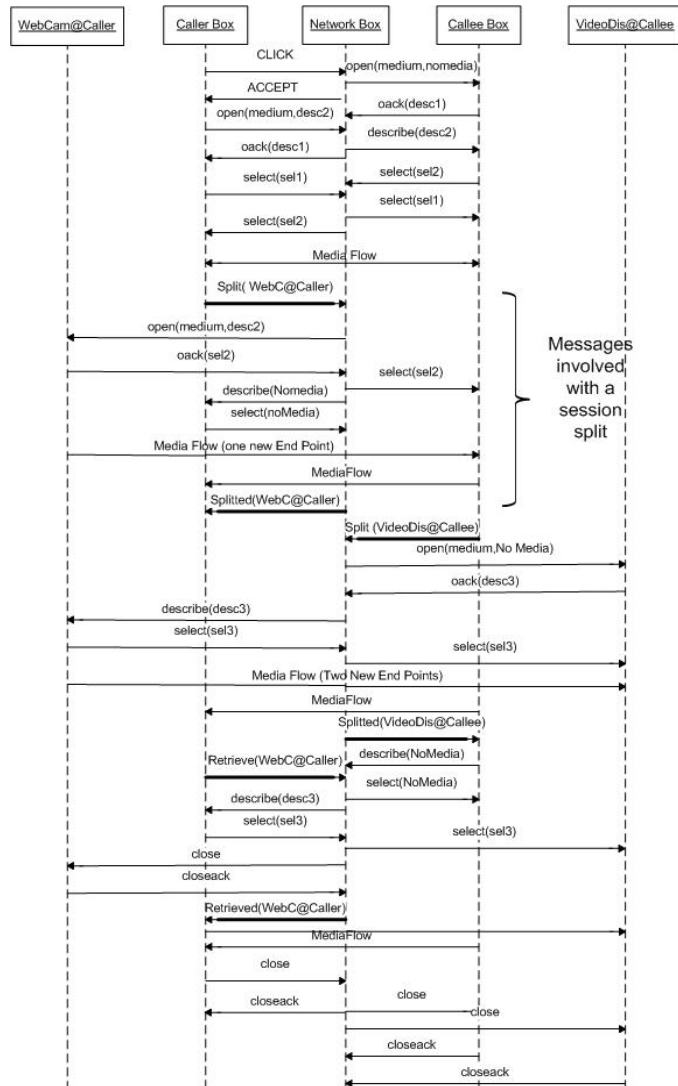 WebCam@Caller
Caller Box
Network Box
Callee Box
VideoDis@Callee
CLICK
open(medium,nomedia)
ACCEPT
oack(desc1)
open(medium,desc2)
describe(desc2)
oack(desc1)
select(sel2)
select(sel1)
select(sel1)
select(sel2)
Media Flow
Split( WebC@Caller)
open(medium,desc2)
Messages
involved
with a
session
split
oack(sel2)
select(sel2)
describe(Nomedia)
select(noMedia)
Media Flow (one new End Point)
MediaFlow
Splitted(WebC@Caller)
Split (VideoDis@Callee)
open(medium,No Media)
oack(desc3)
describe(desc3)
select(sel3)
select(sel3)
Media Flow (Two New End Points)
MediaFlow
Splitted(VideoDis@Callee)
describe(NoMedia)
Retrieve(WebC@Caller)
select(NoMedia)
describe(desc3)
select(sel3)
select(sel3)
close
closeack
Retrieved(WebC@Caller)
MediaFlow
close
close
closeack
close
closeack
closeack